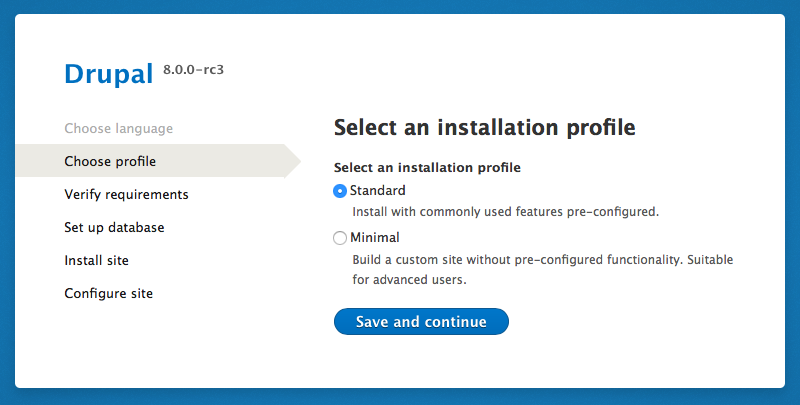 Drupal 8.0.0-rc3
Choose language
Choose profile
Verify requirements
Set up database
Install site
Configure site
Select an installation profile
Select an installation profile
Standard
Install with commonly used features pre-configured.
Minimal
Build a custom site without pre-configured functionality. Suitable
for advanced users.
Save and continue